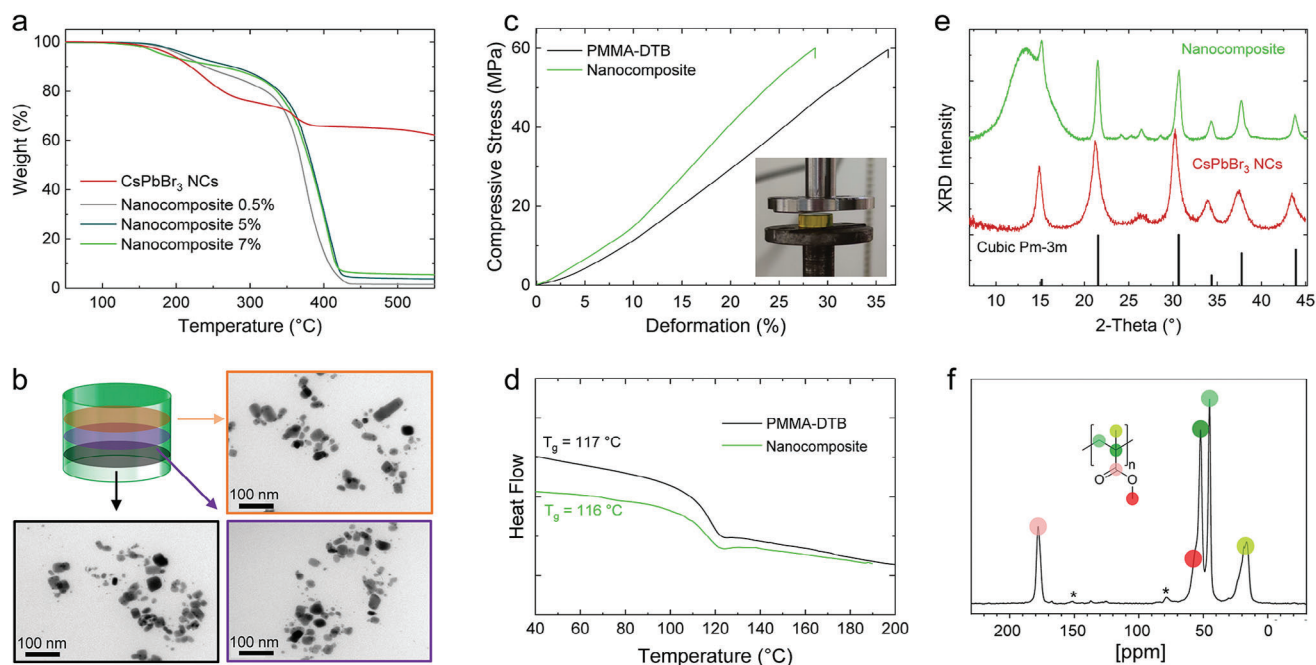 a
100
80
60
40
20
0
Weight (%)
CsPbBr₃ NCs
Nanocomposite 0.5%
Nanocomposite 5%
Nanocomposite 7%
100 200 300 400 500
Temperature (°C)
c
60
50
40
30
20
10
0
Compressive Stress (MPa)
PMMA-DTB
Nanocomposite
0 5 10 15 20 25 30 35
Deformation (%)
e
XRD Intensity
Nanocomposite
CsPbBr₃ NCs
Cubic Pm-3m
10 15 20 25 30 35 40 45
2-Theta (°)
b
100 nm
100 nm
100 nm
d
Heat Flow
PMMA-DTB
Nanocomposite
Tg = 117 °C
Tg = 116 °C
40 60 80 100 120 140 160 180 200
Temperature (°C)
f
n
O
O
*
*
200 150 100 50 0
[ppm]